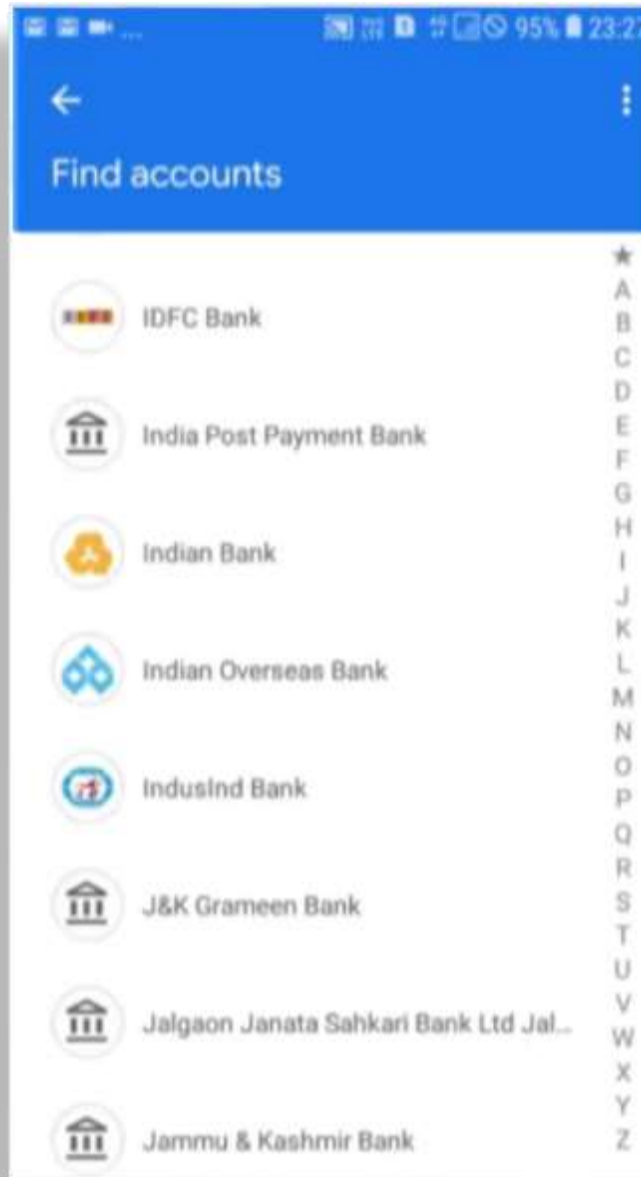 ... 95% 23:27
Find accounts
IDFC Bank
India Post Payment Bank
Indian Bank
Indian Overseas Bank
IndusInd Bank
J&K Grameen Bank
Jalgaon Janata Sahkari Bank Ltd Jal...
Jammu & Kashmir Bank
★
A
B
C
D
E
F
G
H
I
J
K
L
M
N
O
P
Q
R
S
T
U
V
W
X
Y
Z